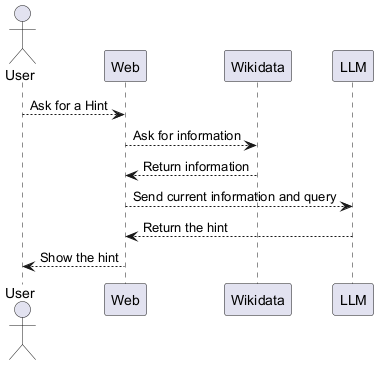 User
Web
Wikidata
LLM
Ask for a Hint
Ask for information
Return information
Send current information and query
Return the hint
Show the hint
User
Web
Wikidata
LLM